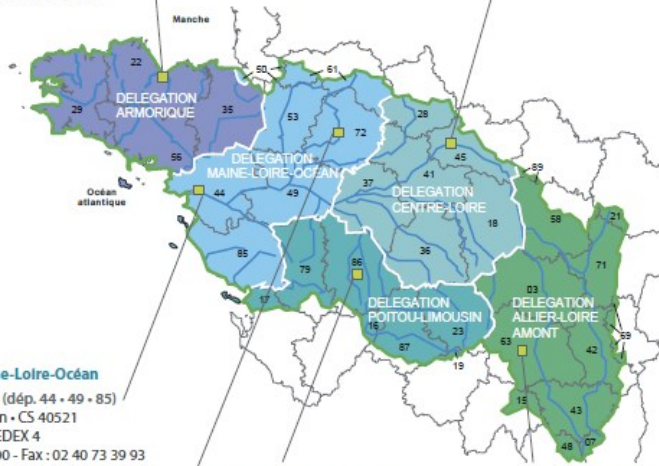 Manche
50
61
22
DELEGATION
ARMORIQUE
29
35
56
53
72
28
45
DELEGATION
MAINE-LOIRE-OCÉAN
41
89
Océan
atlantique
44
49
37
DELEGATION
CENTRE-LOIRE
18
58
21
85
36
71
79
86
17
03
DELEGATION
POITOU-LIMOUSIN
DELEGATION
ALLIER-LOIRE
AMONT
16
23
87
63
69
42
19
e-Loire-Océan
(dép. 44 • 49 • 85)
n • CS 40521
EDEX 4
00 - Fax : 02 40 73 39 93
15
43
48
07